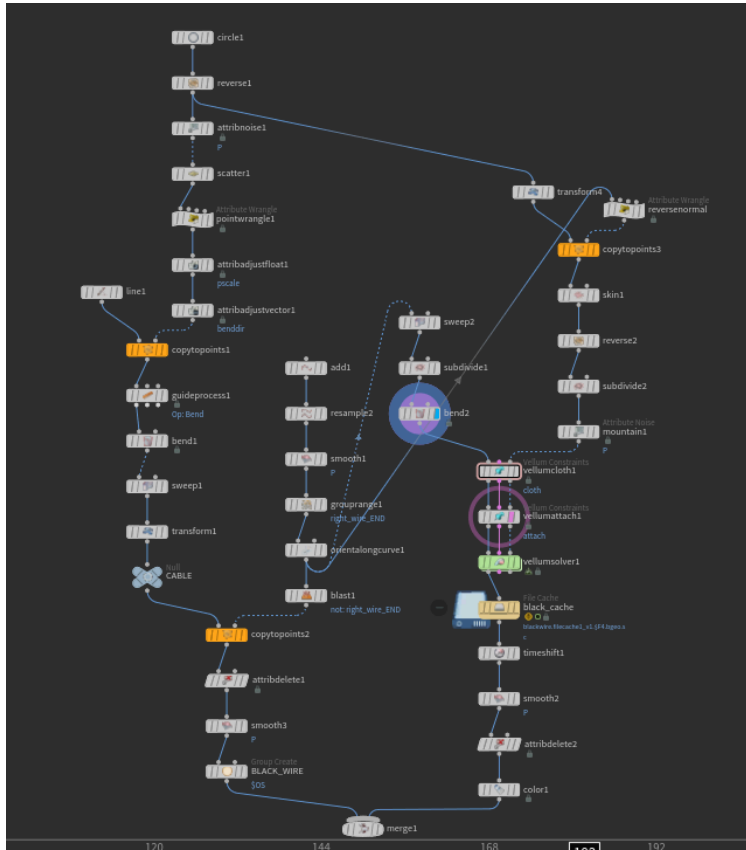 circle1
reverse1
attribnoise1
P
scatter1
Attribute Wrangle
pointwrangle1
attribadjustfloat1
pscale
line1
attribadjustvector1
benddir
copytopoints1
guideprocess1
Op: Bend
bend1
sweep1
transform1
Null
CABLE
add1
resample2
smooth1
P
grouprange1
right_wire_END
orientalongcurve1
blast1
not: right_wire_END
copytopoints2
attribdelete1
smooth3
P
Group Create
BLACK_WIRE
$OS
sweep2
subdivide1
bend2
transform4
Attribute Wrangle
reversenormal
copytopoints3
skin1
reverse2
subdivide2
Attribute Noise
mountain1
P
Vellum Constraints
vellumcloth1
cloth
Vellum Constraints
vellumattach1
attach
vellumsolver1
File Cache
black_cache
timeshift1
smooth2
P
attribdelete2
color1
merge1
120
144
168
192